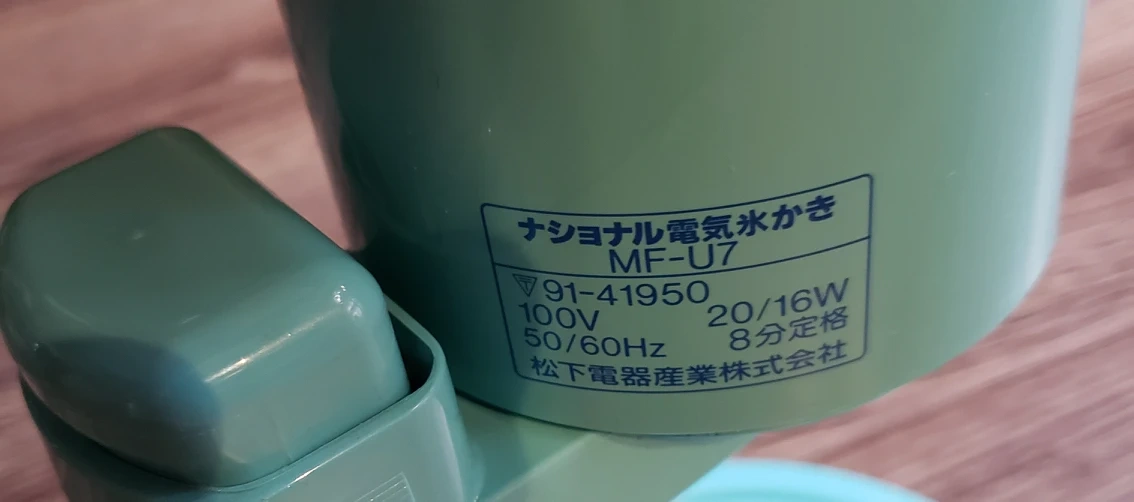 ナショナル電気氷かき
MF-U7
〒91-41950
100V 20/16W
50/60Hz 8分定格
松下電器産業株式会社